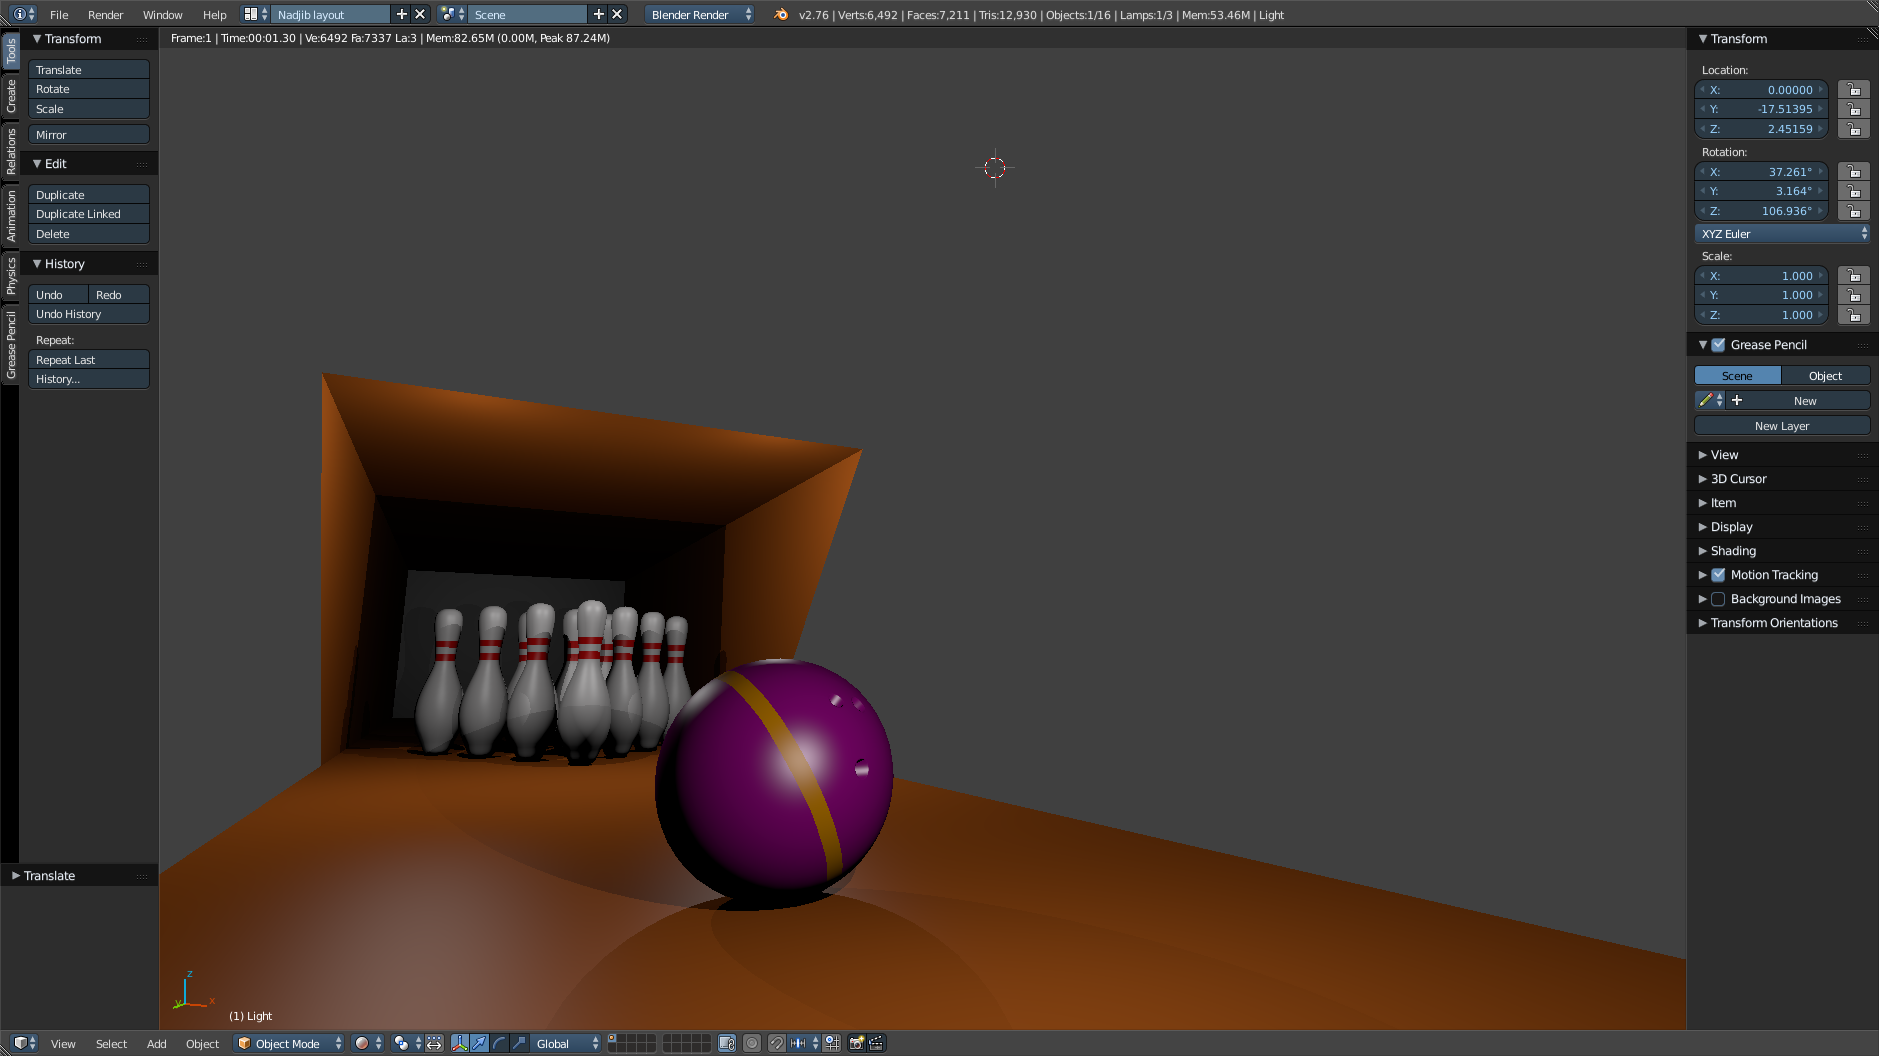 File Render Window Help Nadjib layout Scene Blender Render v2.76 | Verts:6,492 | Faces:7,211 | Tris:12,930 | Objects:1/16 | Lamps:1/3 | Mem:53.46M | Light
Frame:1 | Time:00:01.30 | Ve:6492 Fa:7337 La:3 | Mem:82.65M (0.00M, Peak 87.24M)
Tools
Create
Relations
Animation
Physics
Grease Pencil
Transform
Translate
Rotate
Scale
Mirror
Edit
Duplicate
Duplicate Linked
Delete
History
Undo Redo
Undo History
Repeat:
Repeat Last
History...
Translate
z
y x
(1) Light
Transform
Location:
X: 0.00000
Y: -17.51395
Z: 2.45159
Rotation:
X: 37.261°
Y: 3.164°
Z: 106.936°
XYZ Euler
Scale:
X: 1.000
Y: 1.000
Z: 1.000
Grease Pencil
Scene Object
New
New Layer
View
3D Cursor
Item
Display
Shading
Motion Tracking
Background Images
Transform Orientations
View Select Add Object Object Mode Global